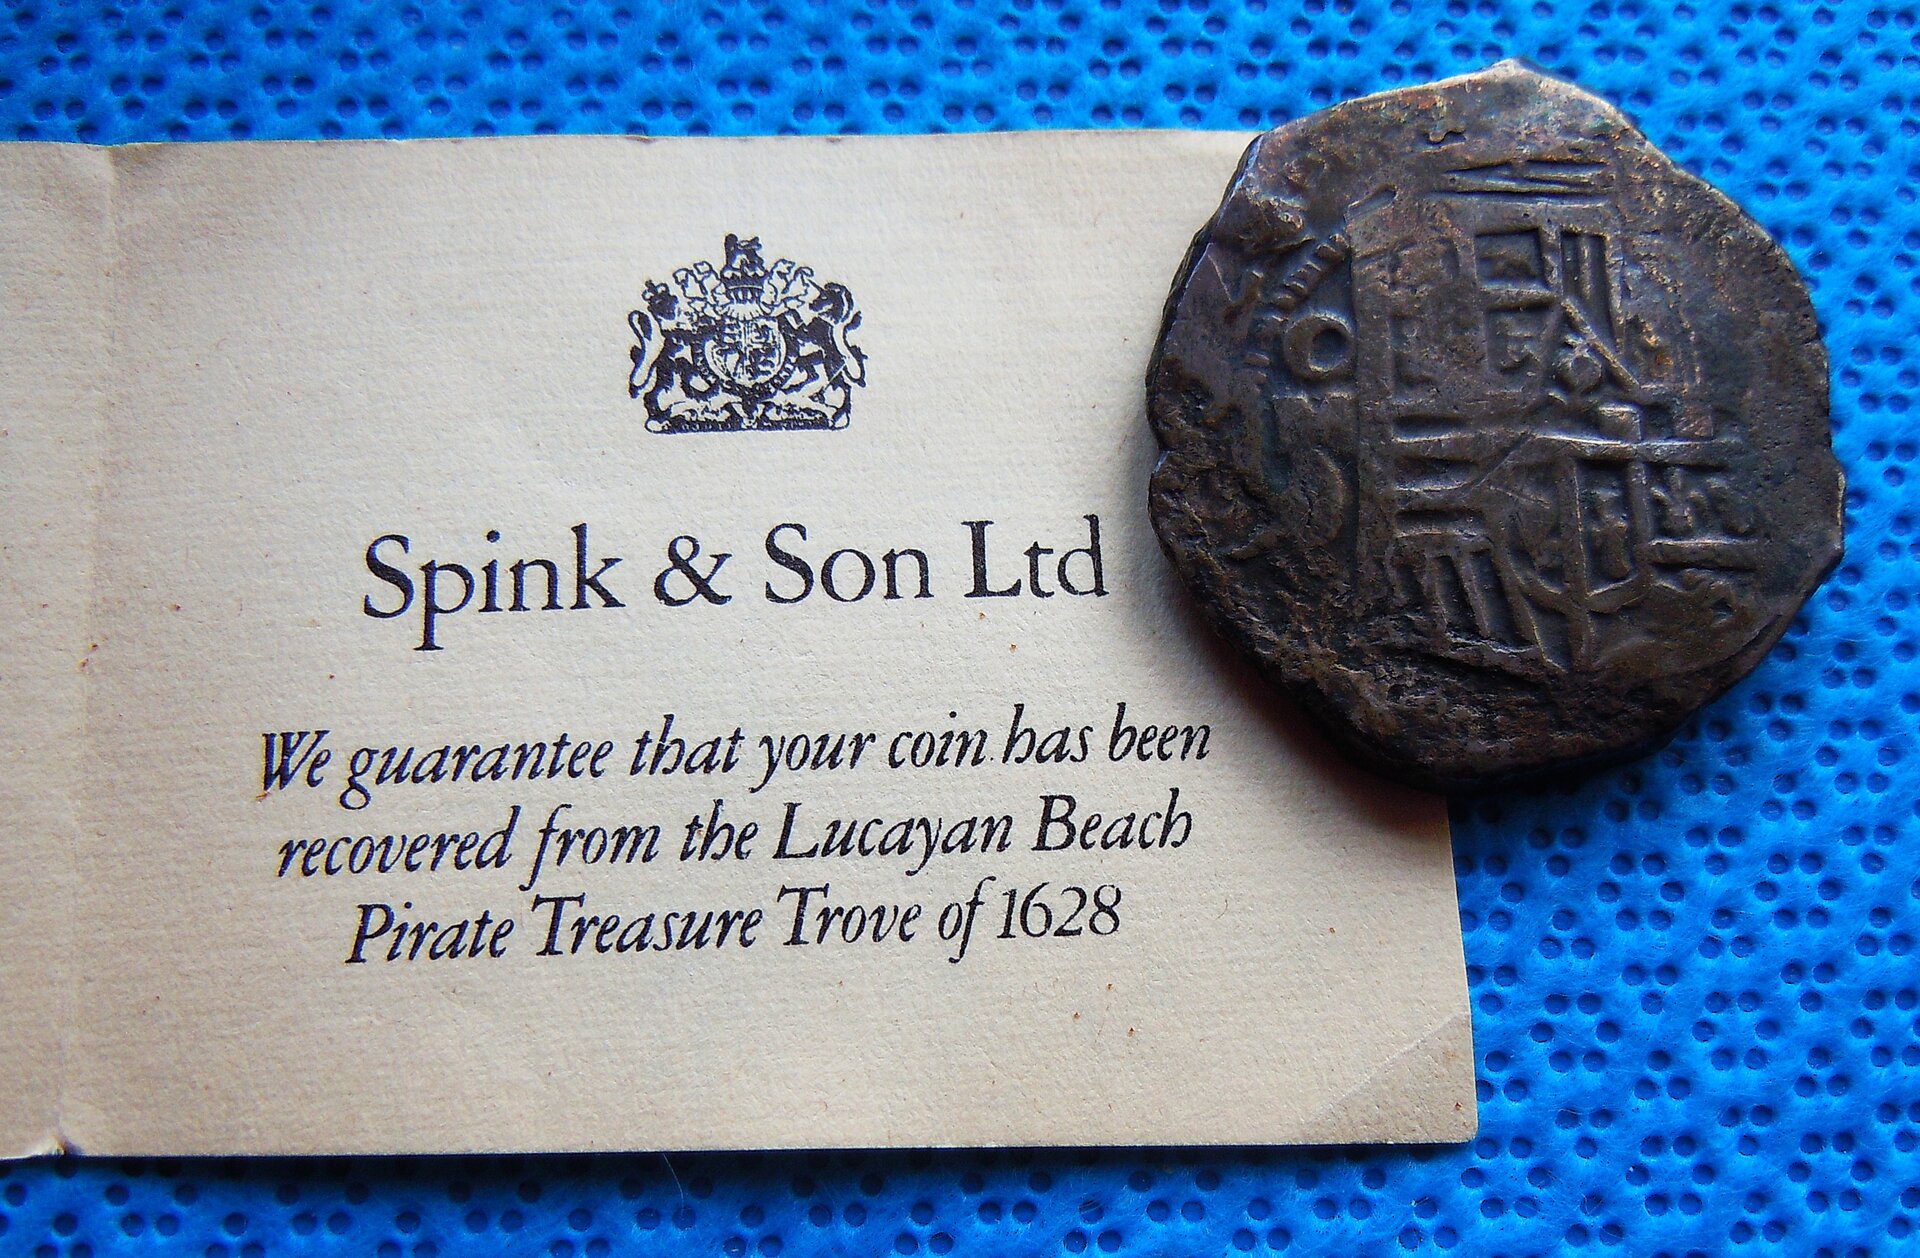 Spink & Son Ltd
We guarantee that your coin has been
recovered from the Lucayan Beach
Pirate Treasure Trove of 1628